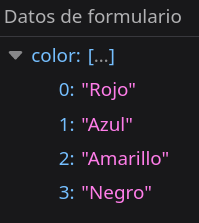 Datos de formulario
color: […]
0: "Rojo"
1: "Azul"
2: "Amarillo"
3: "Negro"